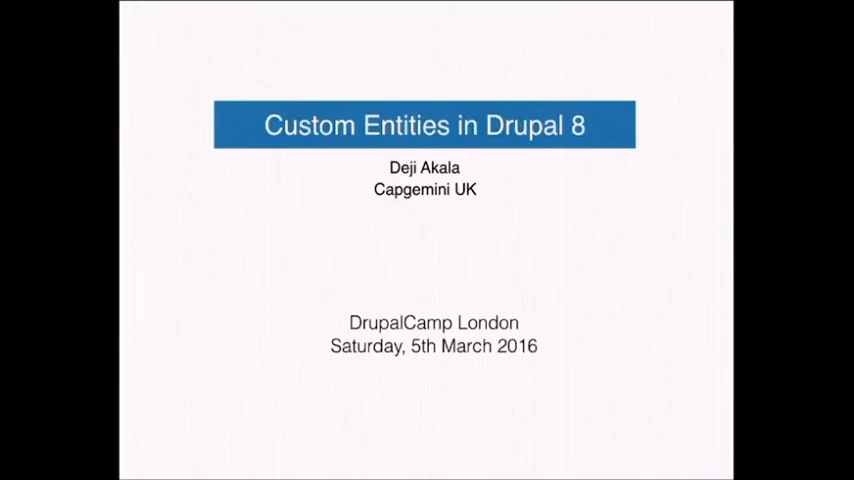 Custom Entities in Drupal 8
Deji Akala
Capgemini UK
DrupalCamp London
Saturday, 5th March 2016